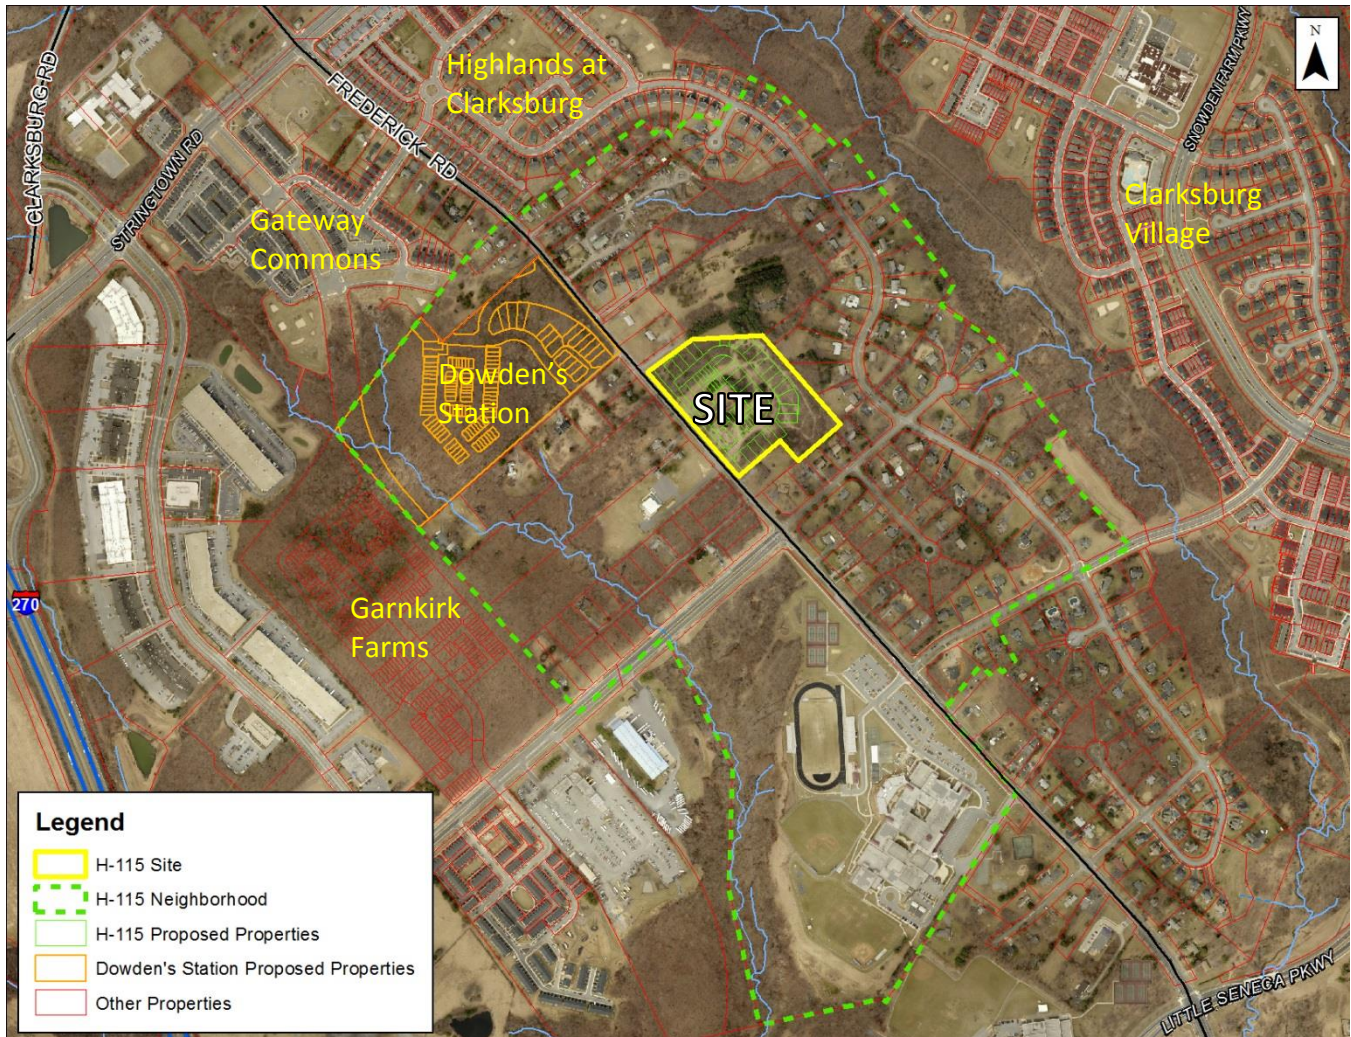 CLARKSBURG RD
STRINGTOWN RD
FREDERICK RD
Highlands at
Clarksburg
SNOWDEN FARM PKWY
N
Gateway
Commons
Clarksburg
Village
Dowden's
Station
SITE
Garnkirk
Farms
270
LITTLE SENECA PKWY
Legend
H-115 Site
H-115 Neighborhood
H-115 Proposed Properties
Dowden's Station Proposed Properties
Other Properties